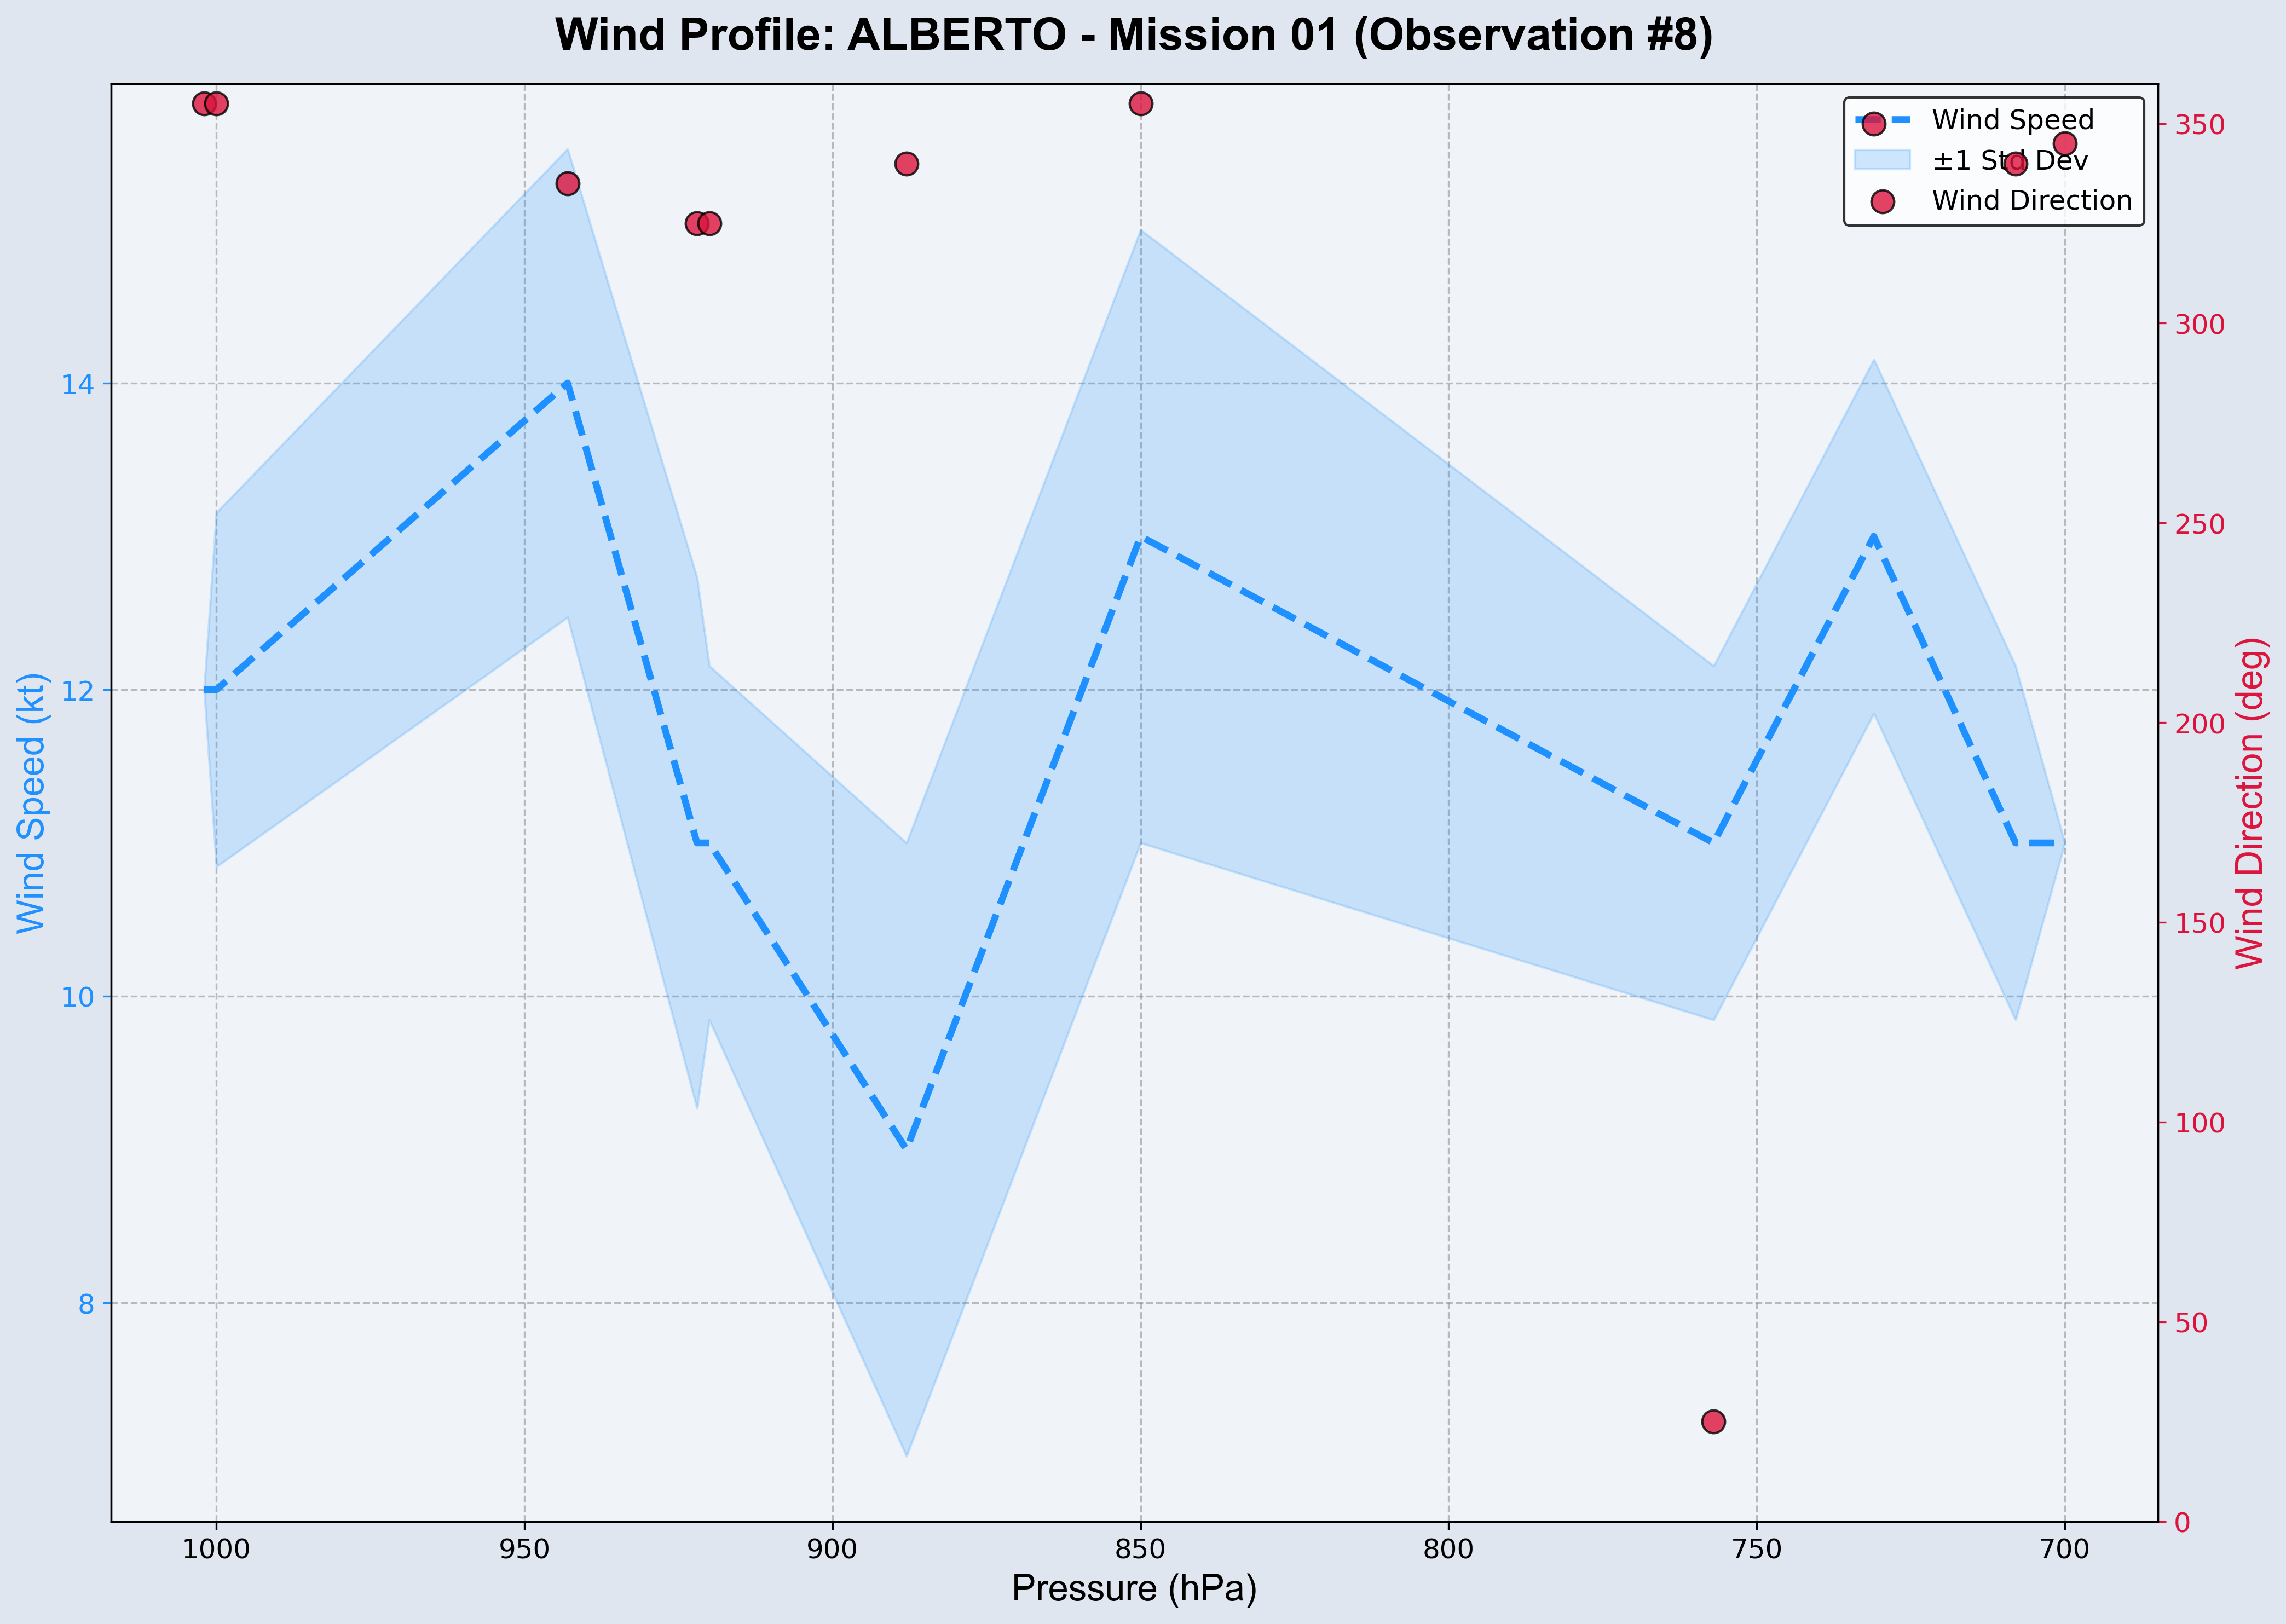 Wind Profile: ALBERTO - Mission 01 (Observation #8)
Wind Speed
±1 Std Dev
Wind Direction
Wind Speed (kt)
14
12
10
8
350
300
250
200
150
100
50
0
Wind Direction (deg)
1000 950 900 850 800 750 700
Pressure (hPa)